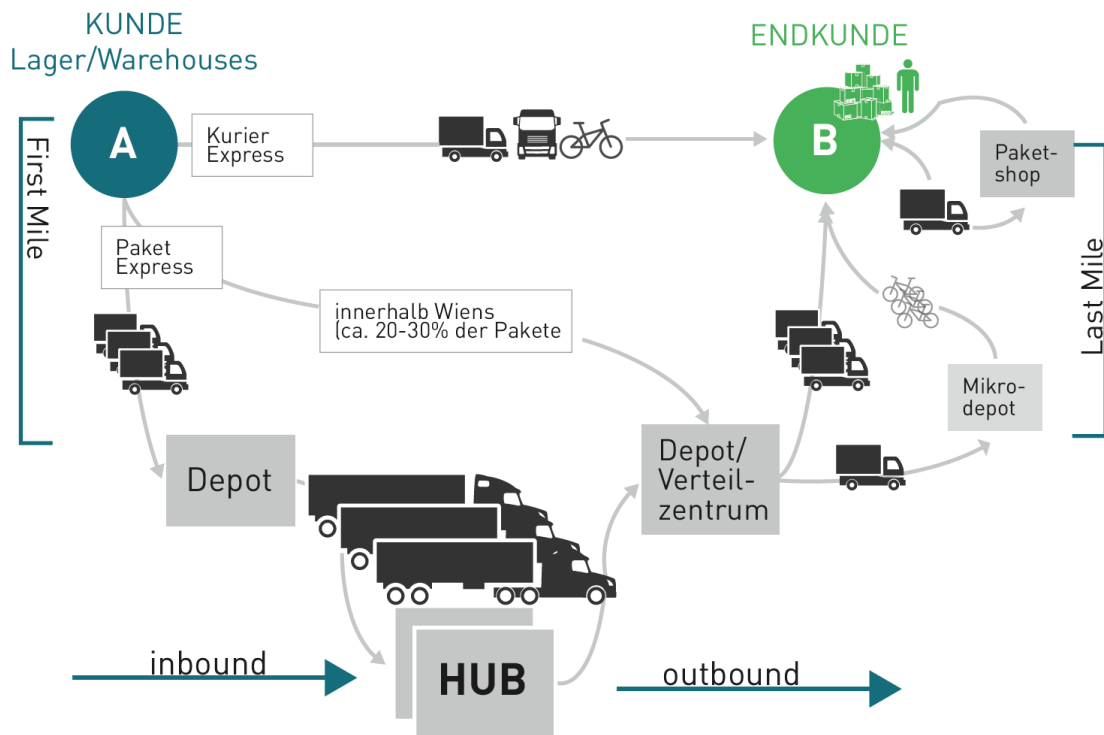 KUNDE
Lager/Warehouses
ENDKUNDE
First Mile
A
Kurier
Express
B
Paket-
shop
Paket
Express
innerhalb Wiens
(ca. 20-30% der Pakete
Last Mile
Mikro-
depot
Depot
Depot/
Verteil-
zentrum
inbound
HUB
outbound